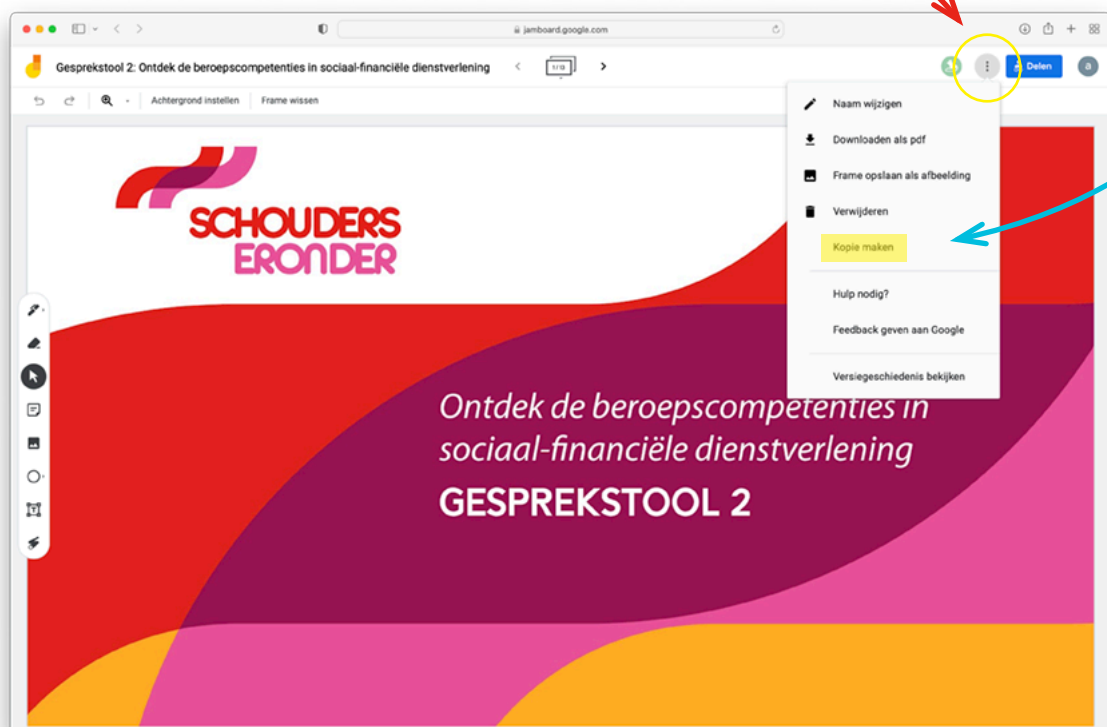 jamboard.google.com
Gesprekstool 2: Ontdek de beroepscompetenties in sociaal-financiële dienstverlening
1/13
Delen
a
Achtergrond instellen
Frame wissen
Naam wijzigen
Downloaden als pdf
Frame opslaan als afbeelding
Verwijderen
Kopie maken
Hulp nodig?
Feedback geven aan Google
Versiegeschiedenis bekijken
SCHOUDERS
ERONDER
Ontdek de beroepscompetenties in
sociaal-financiële dienstverlening
GESPREKSTOOL 2